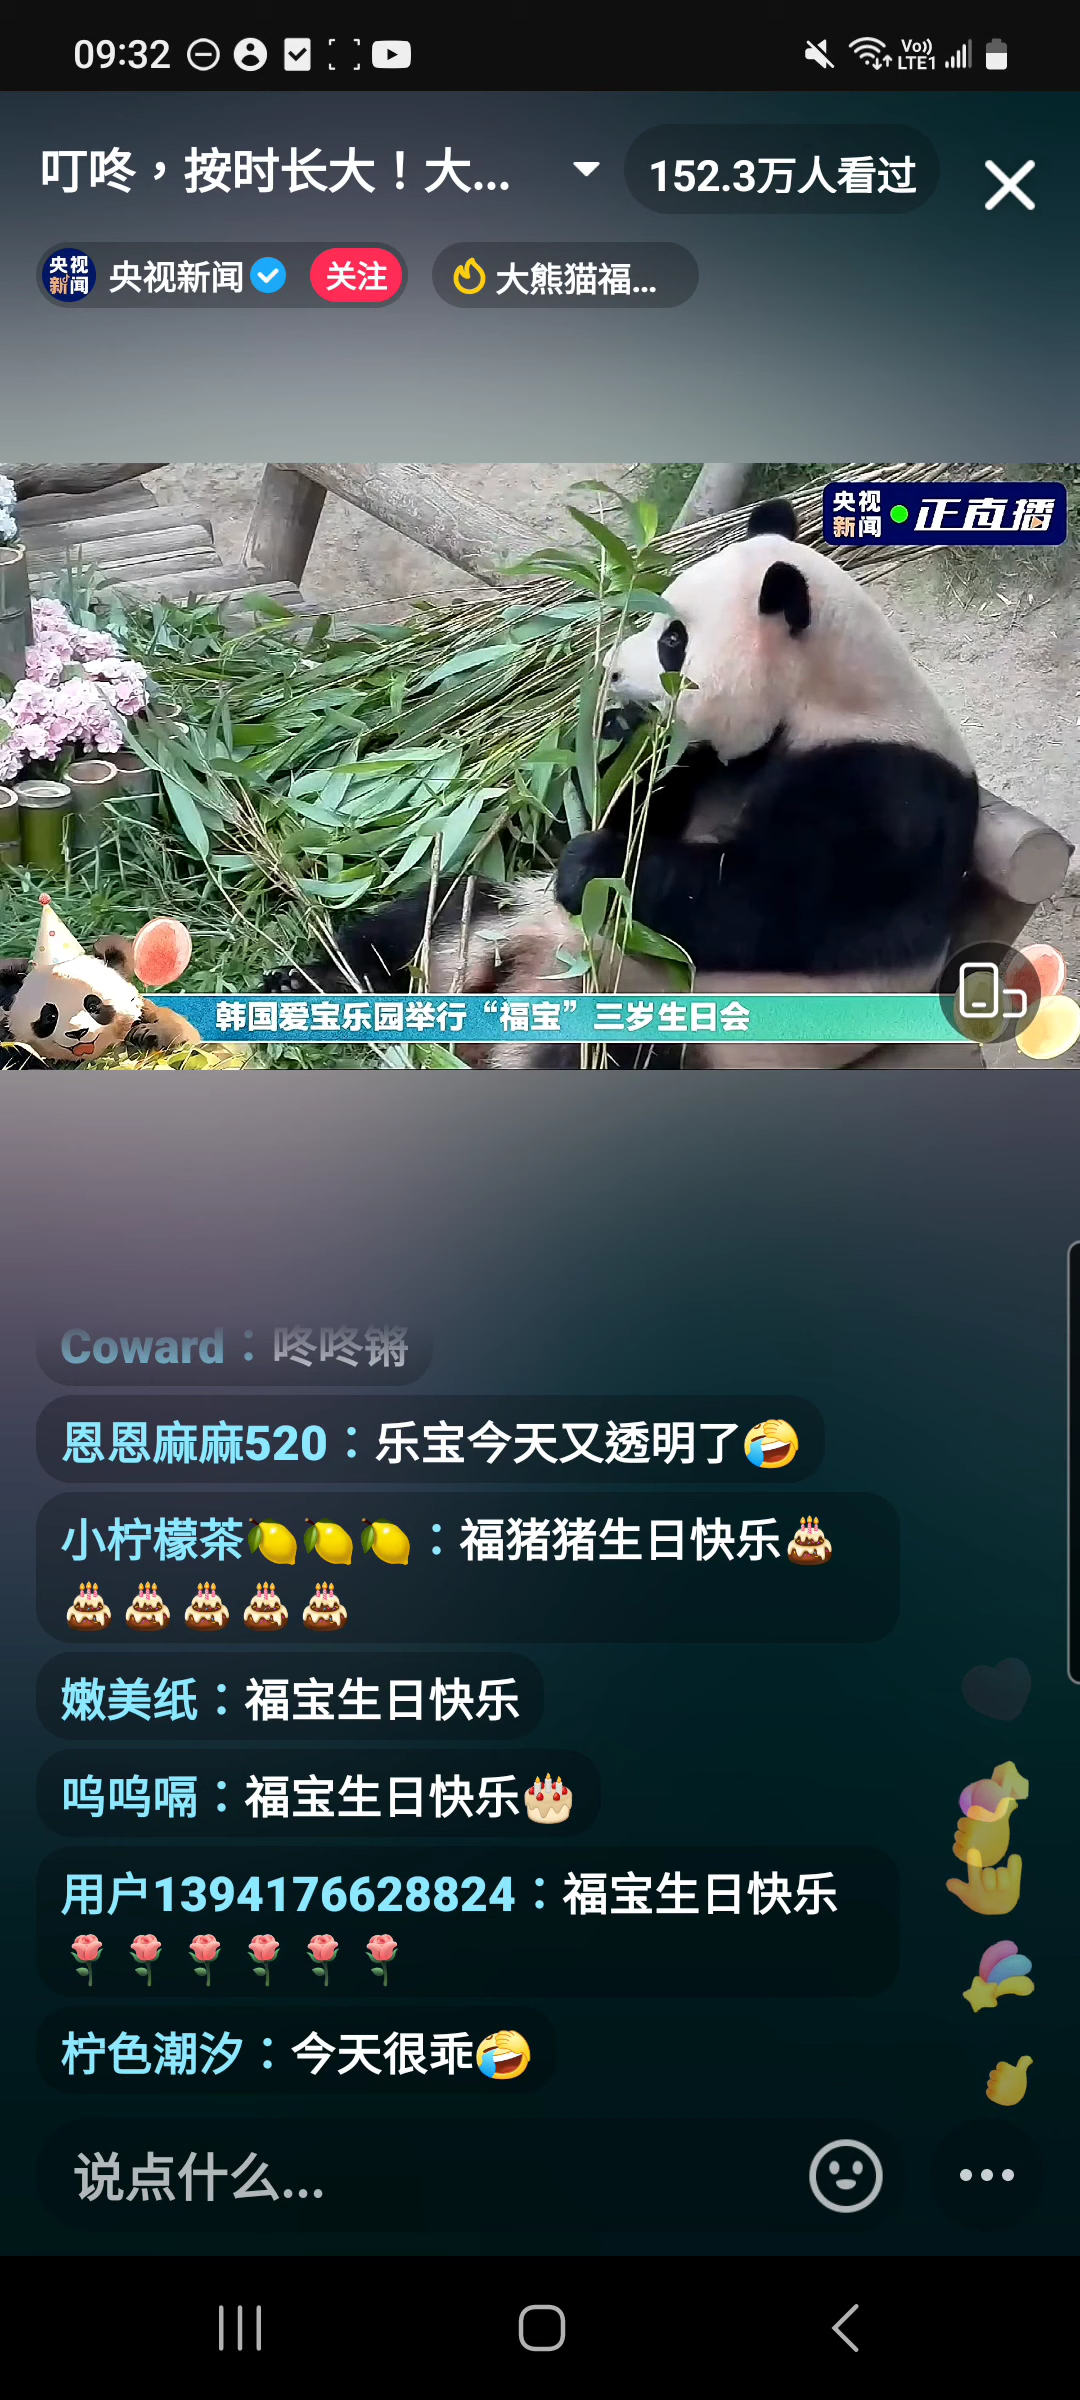 09:32
Vo))
LTE1
叮咚，按时长大！大...
152.3万人看过
央视新闻
央视新闻
关注
大熊猫福...
央视新闻
正直播
韩国爱宝乐园举行“福宝”三岁生日会
Coward：咚咚锵
恩恩麻麻520：乐宝今天又透明了🤣
小柠檬茶🍋🍋🍋：福猪猪生日快乐🎂
🎂🎂🎂🎂🎂
嫩美纸：福宝生日快乐
呜呜嗝：福宝生日快乐🎂
用户1394176628824：福宝生日快乐
🌹🌹🌹🌹🌹🌹
柠色潮汐：今天很乖🤣
说点什么...